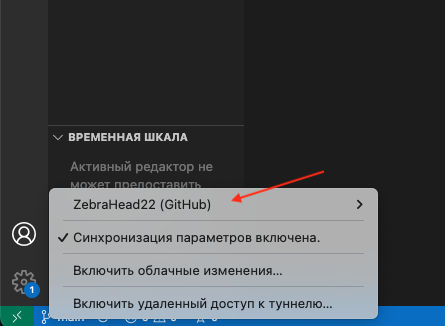 ВРЕМЕННАЯ ШКАЛА
Активный редактор не
может предоставить
ZebraHead22 (GitHub)
Синхронизация параметров включена.
Включить облачные изменения...
Включить удаленный доступ к туннелю...
1
main